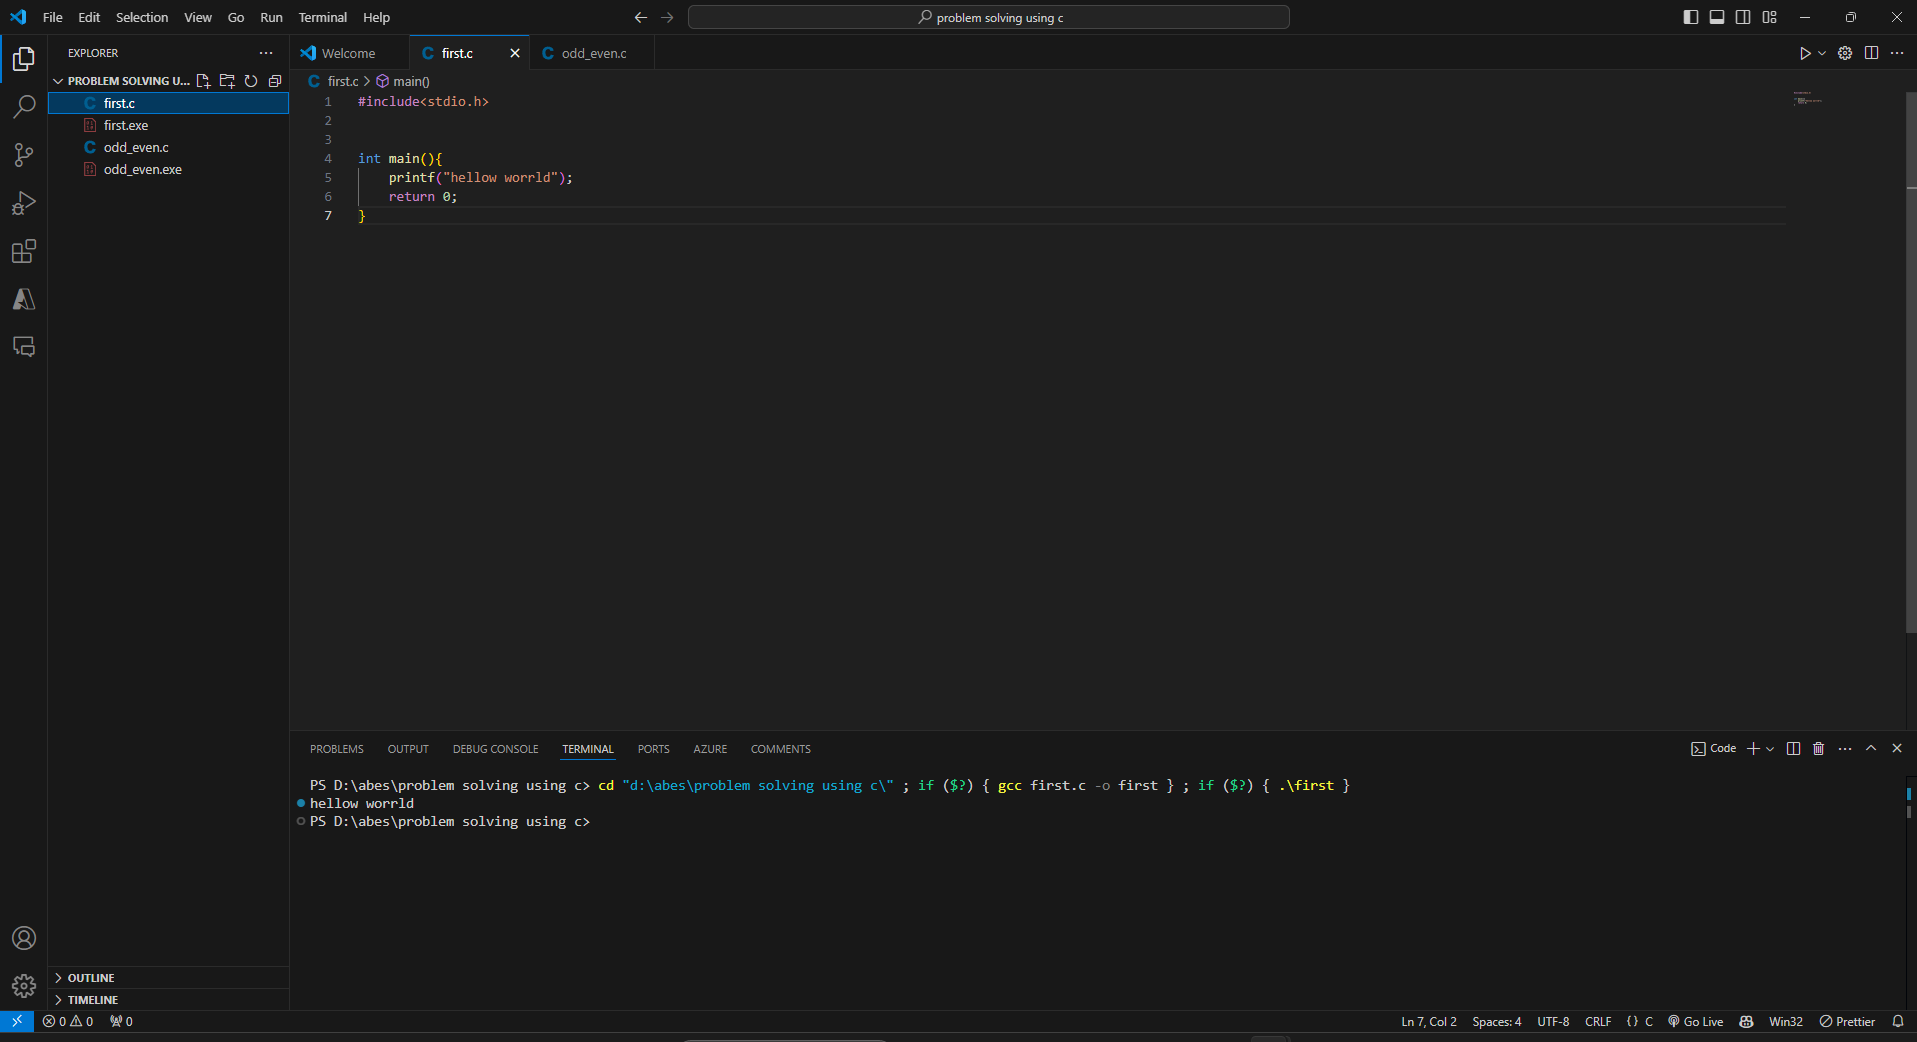 File Edit Selection View Go Run Terminal Help
problem solving using c
EXPLORER
PROBLEM SOLVING U...
first.c
first.exe
odd_even.c
odd_even.exe
OUTLINE
TIMELINE
Welcome first.c odd_even.c
first.c > main()
1 #include<stdio.h>
2
3
4 int main(){
5 printf("hellow worrld");
6 return 0;
7 }
PROBLEMS OUTPUT DEBUG CONSOLE TERMINAL PORTS AZURE COMMENTS
Code
PS D:\abes\problem solving using c> cd "d:\abes\problem solving using c\" ; if ($?) { gcc first.c -o first } ; if ($?) { .\first }
hellow worrld
PS D:\abes\problem solving using c>
0 0 0
Ln 7, Col 2 Spaces: 4 UTF-8 CRLF {} C Go Live Win32 Prettier